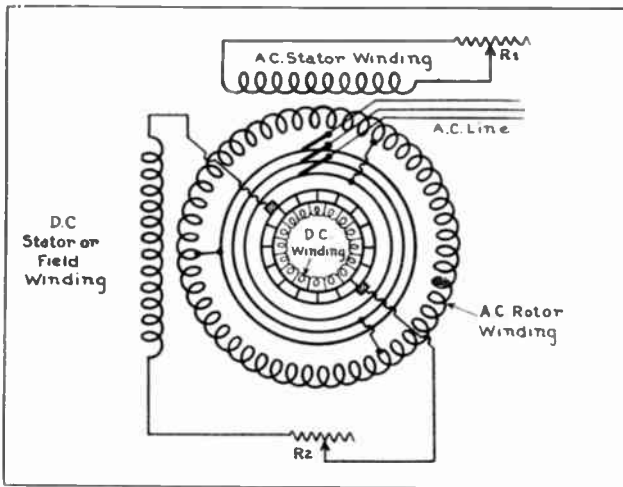 A.C. Stator Winding
R1
A.C. Line
D.C
Stator or
Field
Winding
D.C.
Winding
A.C Rotor
Winding
R2